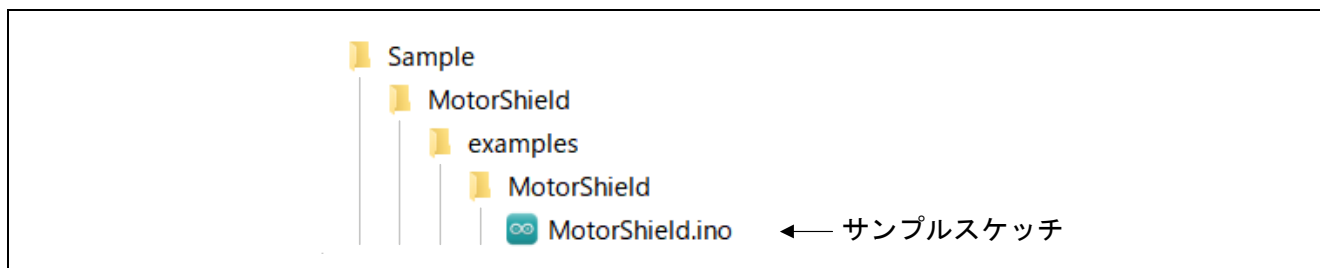 Sample
MotorShield
examples
MotorShield
MotorShield.ino ← サンプルスケッチ